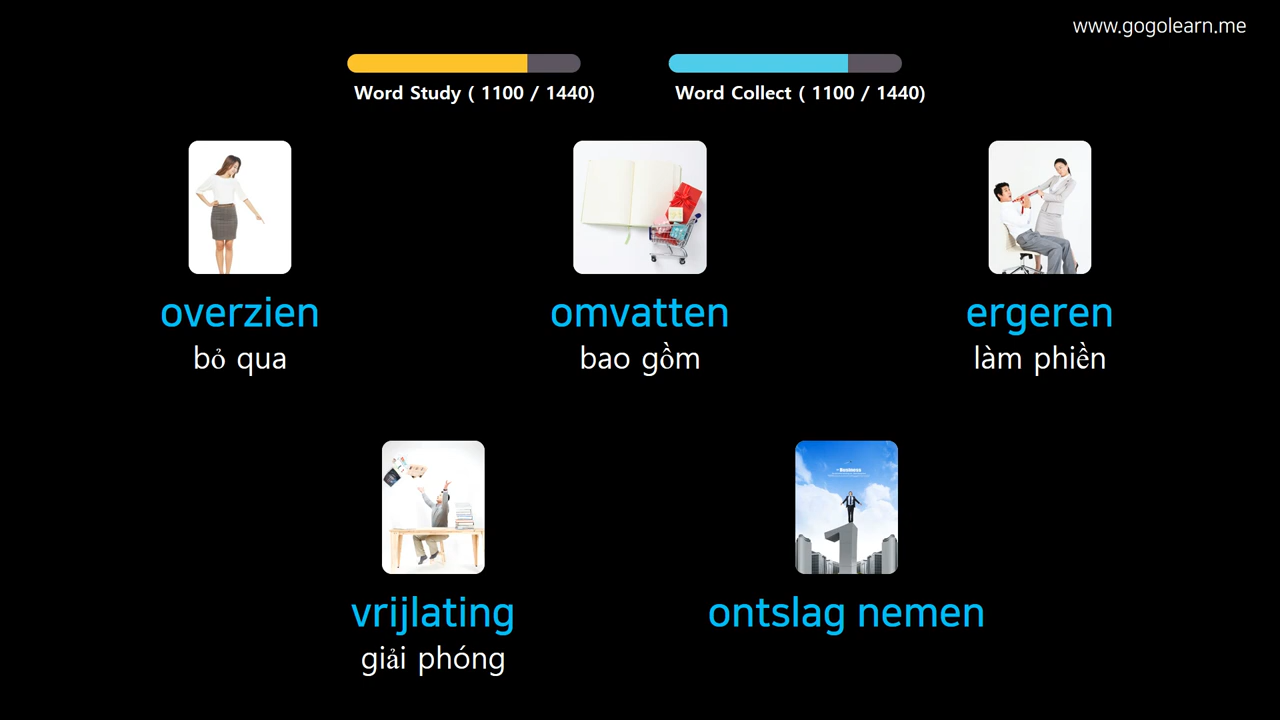 www.gogolearn.me
Word Study ( 1100 / 1440)
Word Collect ( 1100 / 1440)
overzien
bỏ qua
omvatten
bao gồm
ergeren
làm phiền
vrijlating
giải phóng
Business
ontslag nemen